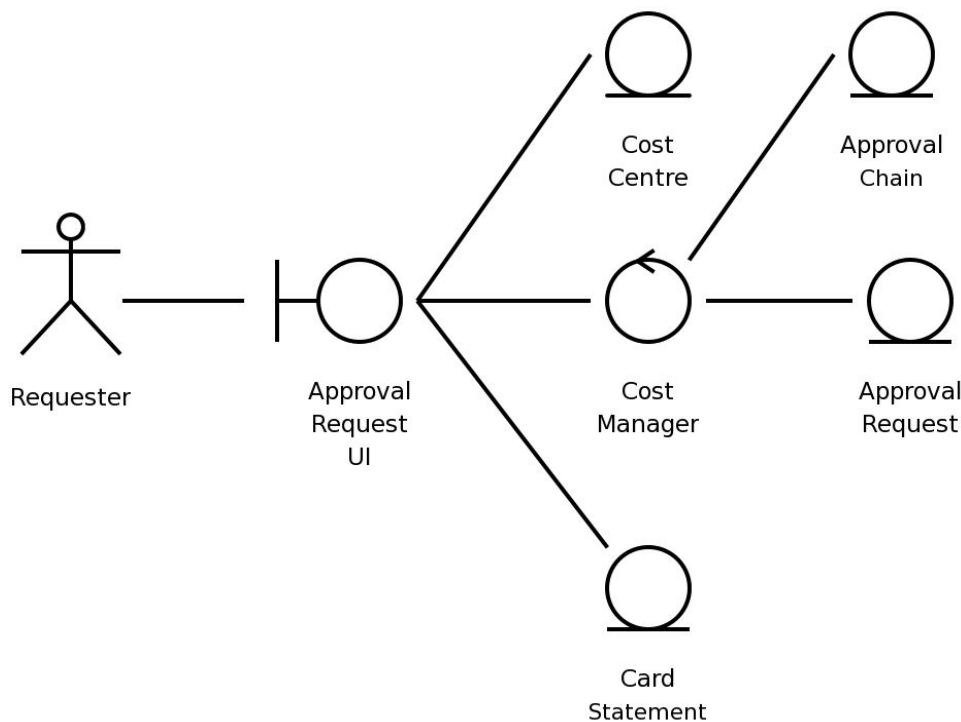 Cost
Centre
Approval
Chain
Requester
Approval
Request
UI
Cost
Manager
Approval
Request
Card
Statement